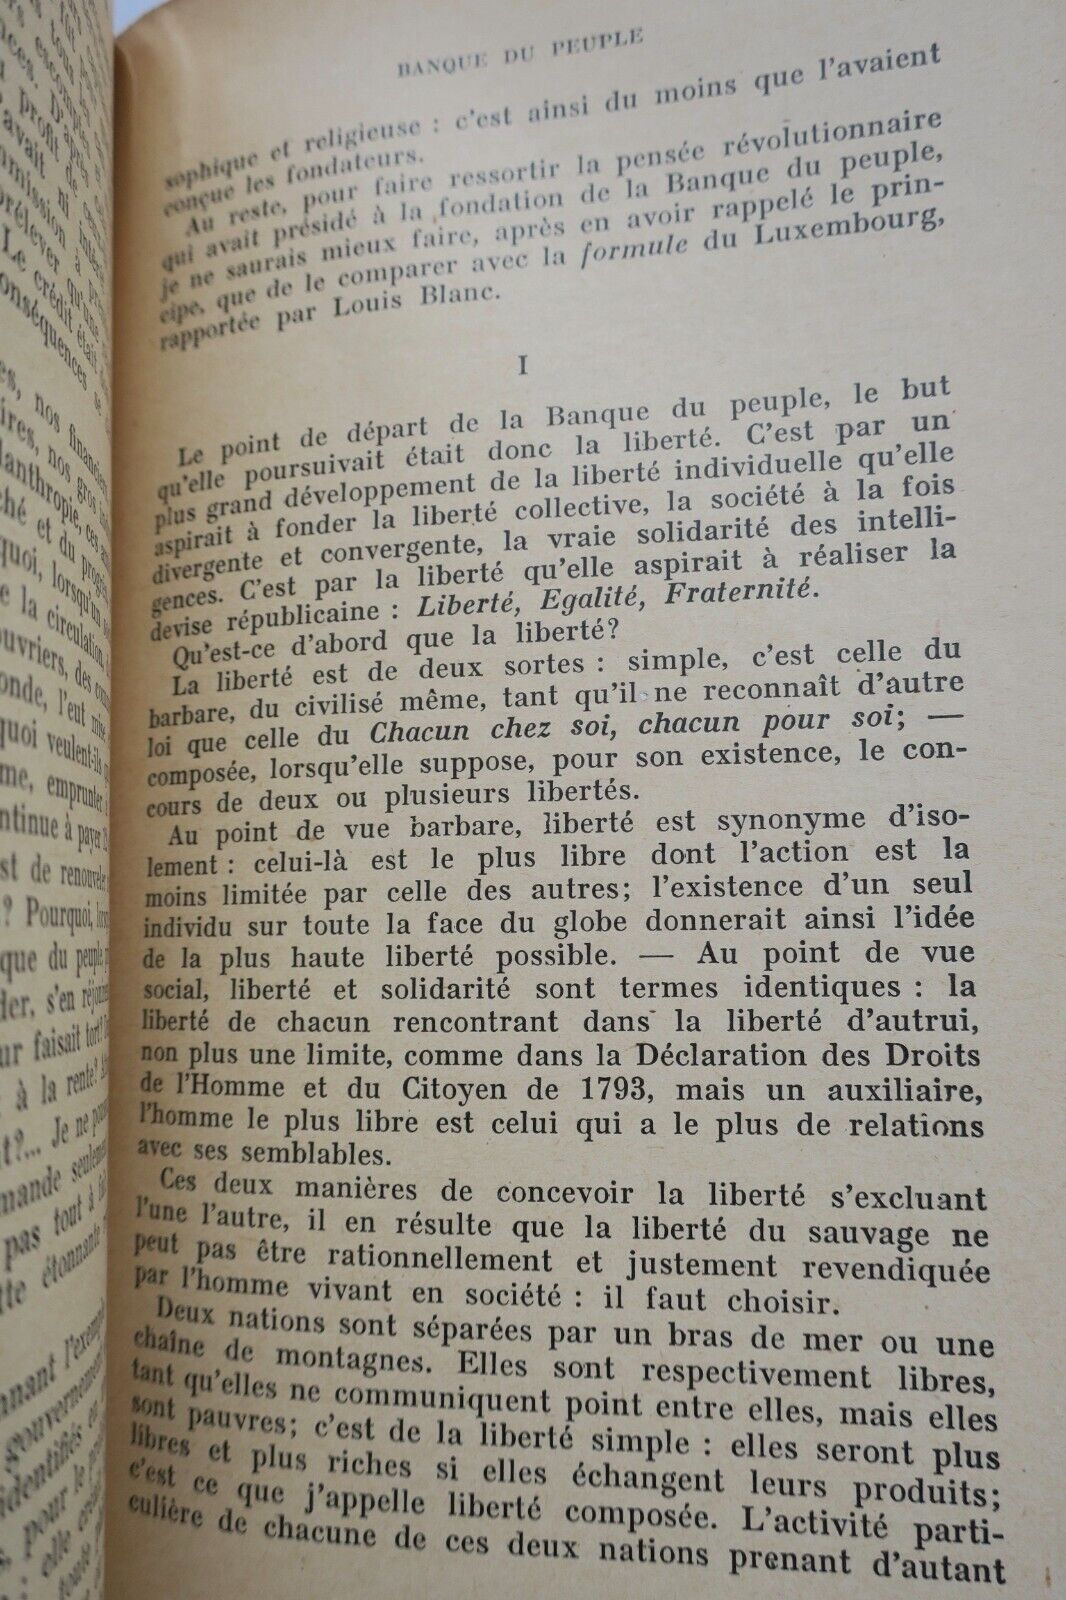 BANQUE DU PEUPLE
sophique et religieuse : c'est ainsi du moins que l'avaient
conçue les fondateurs.
Au reste, pour faire ressortir la pensée révolutionnaire
qui avait présidé à la fondation de la Banque du peuple,
je ne saurais mieux faire, après en avoir rappelé le prin-
cipe, que de le comparer avec la formule du Luxembourg,
rapportée par Louis Blanc.
I
Le point de départ de la Banque du peuple, le but
qu'elle poursuivait était donc la liberté. C'est par un
plus grand développement de la liberté individuelle qu'elle
aspirait à fonder la liberté collective, la société à la fois
divergente et convergente, la vraie solidarité des intelli-
gences. C'est par la liberté qu'elle aspirait à réaliser la
devise républicaine : Liberté, Egalité, Fraternité.
Qu'est-ce d'abord que la liberté?
La liberté est de deux sortes : simple, c'est celle du
barbare, du civilisé même, tant qu'il ne reconnaît d'autre
loi que celle du Chacun chez soi, chacun pour soi; —
composée, lorsqu'elle suppose, pour son existence, le con-
cours de deux ou plusieurs libertés.
Au point de vue barbare, liberté est synonyme d'iso-
lement : celui-là est le plus libre dont l'action est la
moins limitée par celle des autres; l'existence d'un seul
individu sur toute la face du globe donnerait ainsi l'idée
de la plus haute liberté possible. — Au point de vue
social, liberté et solidarité sont termes identiques : la
liberté de chacun rencontrant dans la liberté d'autrui,
non plus une limite, comme dans la Déclaration des Droits
de l'Homme et du Citoyen de 1793, mais un auxiliaire,
l'homme le plus libre est celui qui a le plus de relations
avec ses semblables.
Ces deux manières de concevoir la liberté s'excluant
l'une l'autre, il en résulte que la liberté du sauvage ne
peut pas être rationnellement et justement revendiquée
par l'homme vivant en société : il faut choisir.
Deux nations sont séparées par un bras de mer ou une
chaîne de montagnes. Elles sont respectivement libres,
tant qu'elles ne communiquent point entre elles, mais elles
sont pauvres; c'est de la liberté simple : elles seront plus
libres et plus riches si elles échangent leurs produits;
c'est ce que j'appelle liberté composée. L'activité parti-
culière de chacune de ces deux nations prenant d'autant